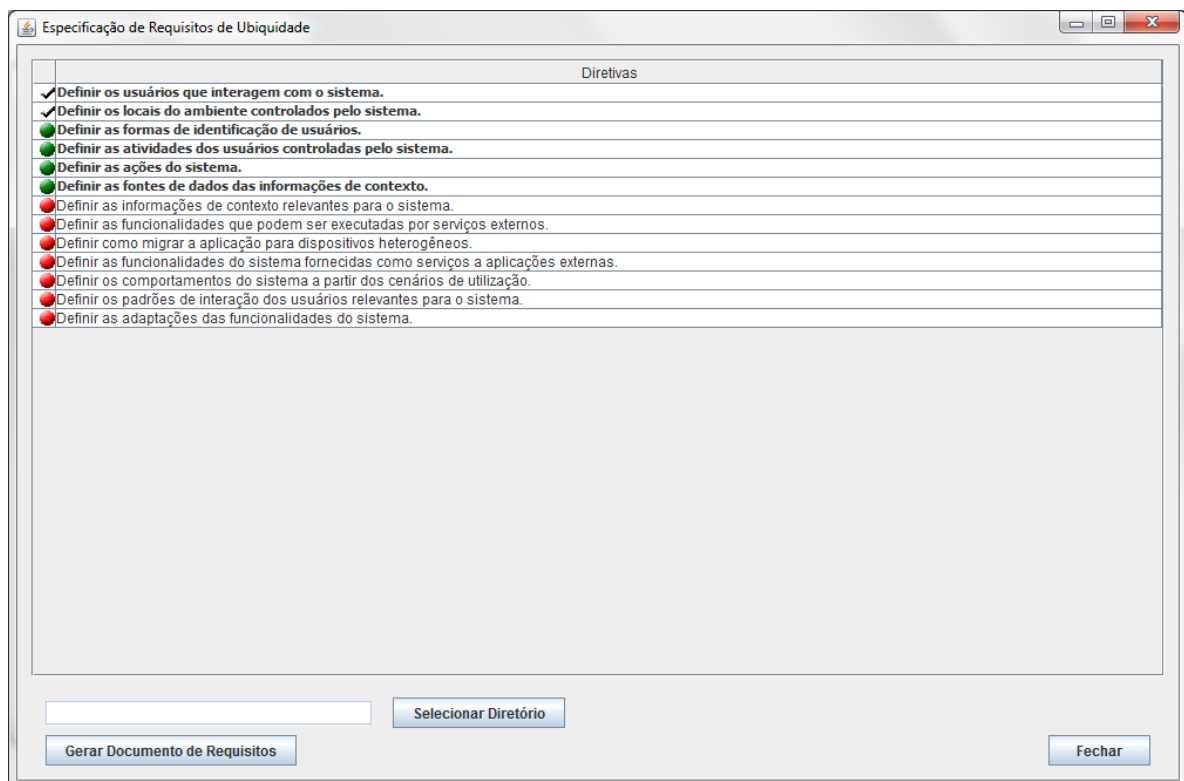 Especificação de Requisitos de Ubiquidade
Diretivas
Definir os usuários que interagem com o sistema.
Definir os locais do ambiente controlados pelo sistema.
Definir as formas de identificação de usuários.
Definir as atividades dos usuários controladas pelo sistema.
Definir as ações do sistema.
Definir as fontes de dados das informações de contexto.
Definir as informações de contexto relevantes para o sistema.
Definir as funcionalidades que podem ser executadas por serviços externos.
Definir como migrar a aplicação para dispositivos heterogêneos.
Definir as funcionalidades do sistema fornecidas como serviços a aplicações externas.
Definir os comportamentos do sistema a partir dos cenários de utilização.
Definir os padrões de interação dos usuários relevantes para o sistema.
Definir as adaptações das funcionalidades do sistema.
Selecionar Diretório
Gerar Documento de Requisitos
Fechar